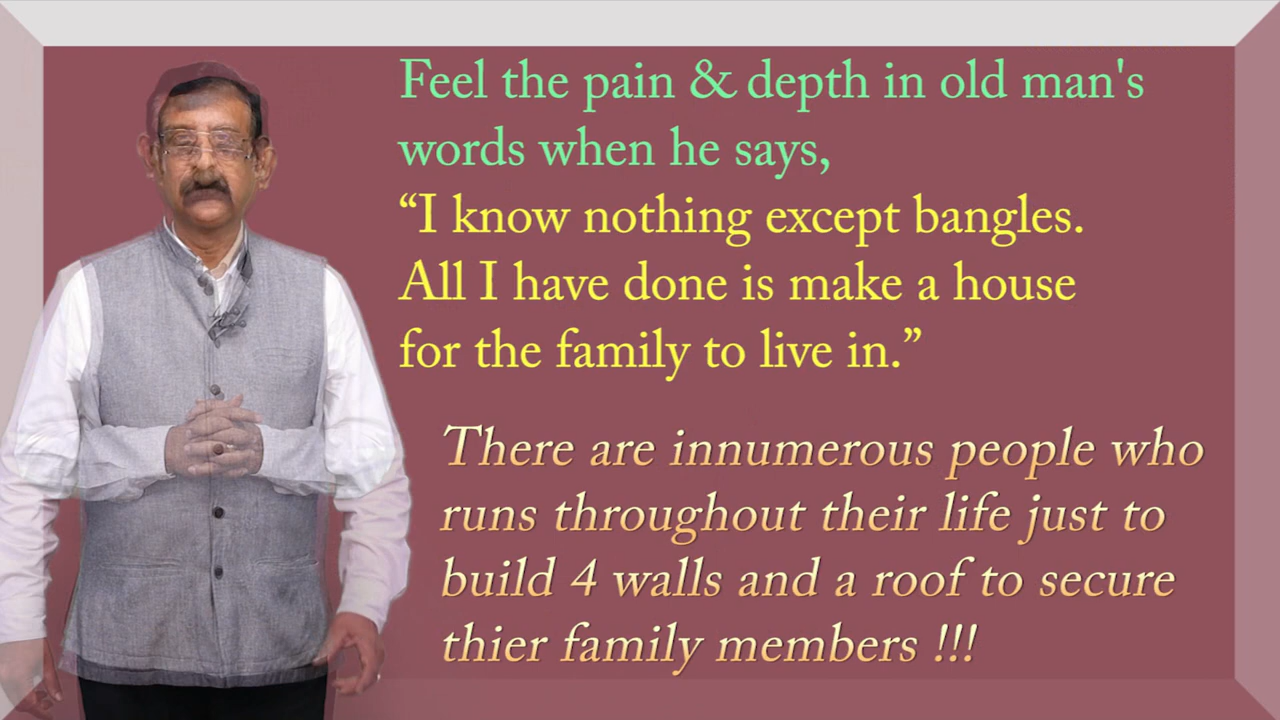 Feel the pain & depth in old man's
words when he says,
“I know nothing except bangles.
All I have done is make a house
for the family to live in.”
There are innumerous people who
runs throughout their life just to
build 4 walls and a roof to secure
thier family members !!!